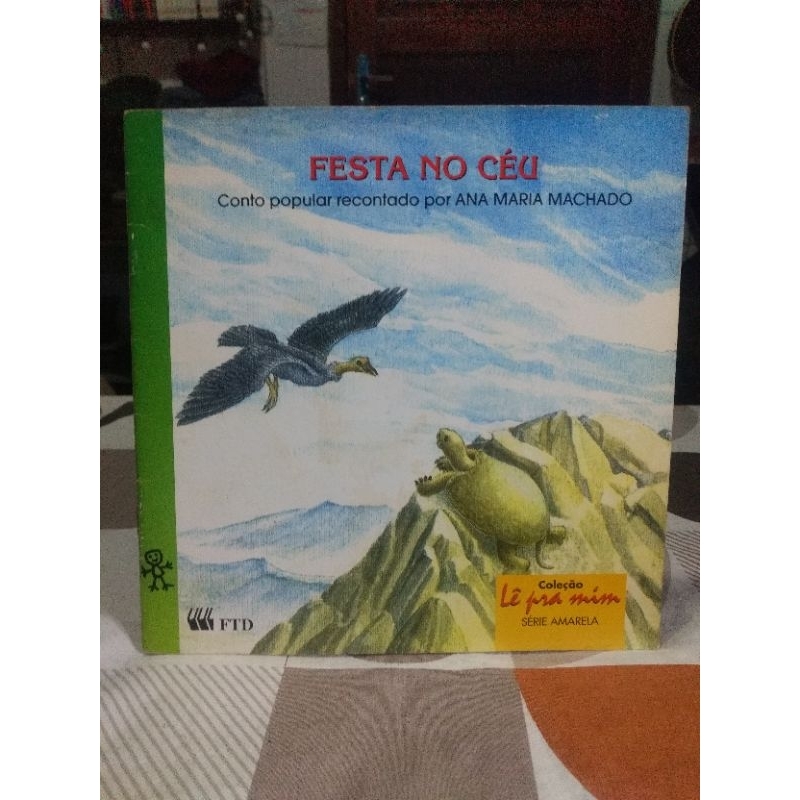 FESTA NO CÉU
Conto popular recontado por ANA MARIA MACHADO
Coleção
Lê pra mim
SÉRIE AMARELA
FTD